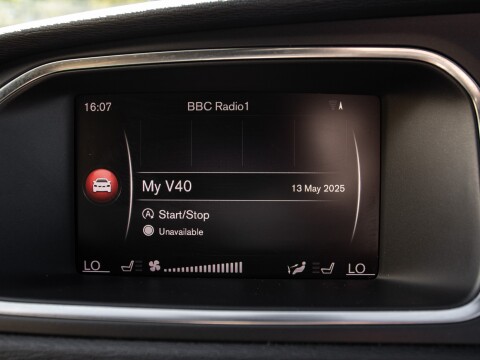 16:07 BBC Radio1
My V40 13 May 2025
Start/Stop
Unavailable
LO LO